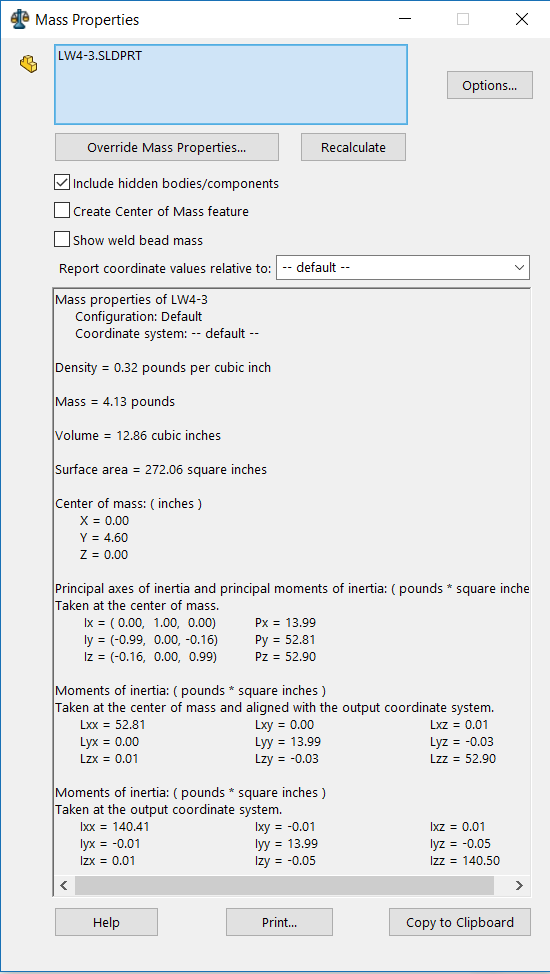 Mass Properties
LW4-3.SLDPRT
Options...
Override Mass Properties...
Recalculate
Include hidden bodies/components
Create Center of Mass feature
Show weld bead mass
Report coordinate values relative to: -- default --
Mass properties of LW4-3
Configuration: Default
Coordinate system: -- default --
Density = 0.32 pounds per cubic inch
Mass = 4.13 pounds
Volume = 12.86 cubic inches
Surface area = 272.06 square inches
Center of mass: ( inches )
X = 0.00
Y = 4.60
Z = 0.00
Principal axes of inertia and principal moments of inertia: ( pounds * square inche
Taken at the center of mass.
Ix = ( 0.00, 1.00, 0.00) Px = 13.99
Iy = (-0.99, 0.00, -0.16) Py = 52.81
Iz = (-0.16, 0.00, 0.99) Pz = 52.90
Moments of inertia: ( pounds * square inches )
Taken at the center of mass and aligned with the output coordinate system.
Lxx = 52.81 Lxy = 0.00 Lxz = 0.01
Lyx = 0.00 Lyy = 13.99 Lyz = -0.03
Lzx = 0.01 Lzy = -0.03 Lzz = 52.90
Moments of inertia: ( pounds * square inches )
Taken at the output coordinate system.
Ixx = 140.41 Ixy = -0.01 Ixz = 0.01
Iyx = -0.01 Iyy = 13.99 Iyz = -0.05
Izx = 0.01 Izy = -0.05 Izz = 140.50
Help
Print...
Copy to Clipboard